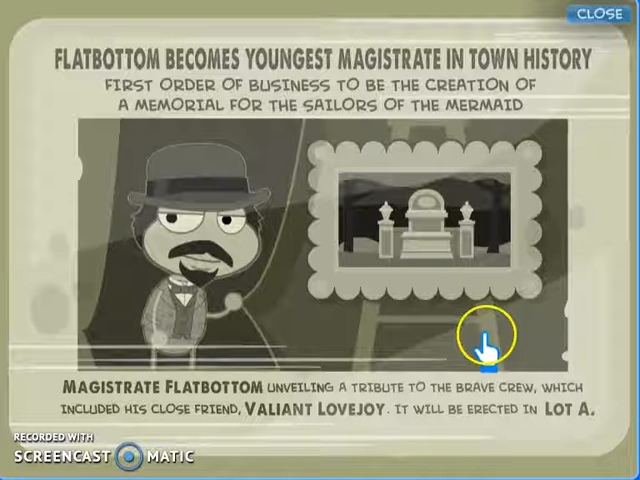 CLOSE
FLATBOTTOM BECOMES YOUNGEST MAGISTRATE IN TOWN HISTORY
FIRST ORDER OF BUSINESS TO BE THE CREATION OF
A MEMORIAL FOR THE SAILORS OF THE MERMAID
MAGISTRATE FLATBOTTOM UNVEILING A TRIBUTE TO THE BRAVE CREW, WHICH
INCLUDED HIS CLOSE FRIEND, VALIANT LOVEJOY. IT WILL BE ERECTED IN LOT A.
RECORDED WITH
SCREENCAST MATIC